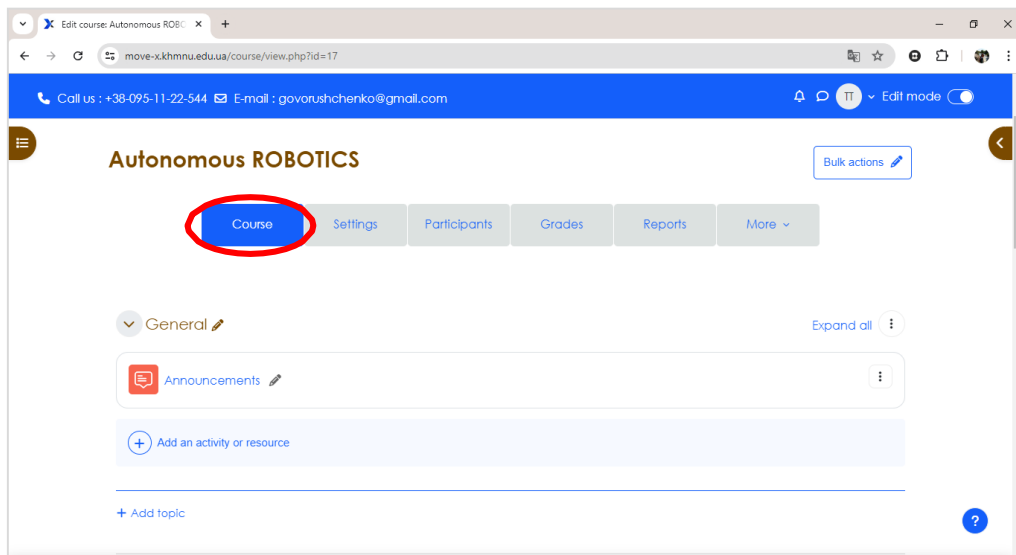 Edit course: Autonomous ROBO
move-x.khmnu.edu.ua/course/view.php?id=17
Call us : +38-095-11-22-544 E-mail : govorushchenko@gmail.com
ТТ Edit mode
Autonomous ROBOTICS
Bulk actions
Course Settings Participants Grades Reports More
General
Expand all
Announcements
+ Add an activity or resource
+ Add topic
?